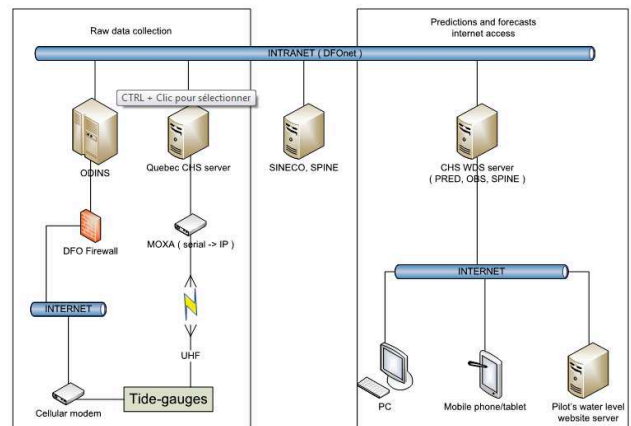 Raw data collection
Predictions and forecasts
internet access
INTRANET ( DFOnet )
CTRL + Clic pour sélectionner
ODINS
Quebec CHS server
SINECO, SPINE
CHS WDS server
( PRED, OBS, SPINE )
DFO Firewall
MOXA ( serial -> IP )
INTERNET
INTERNET
UHF
Tide-gauges
Cellular modem
PC
Mobile phone/tablet
Pilot's water level
website server